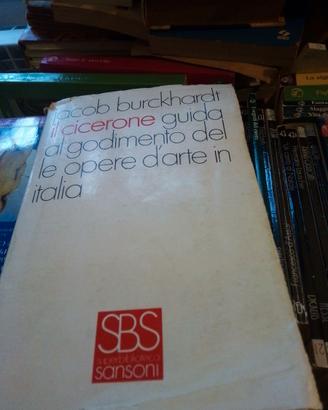 jacob burckhardt
il cicerone guida
al godimento del
le opere d'arte in
italia
SBS
superbiblioteca
sansoni